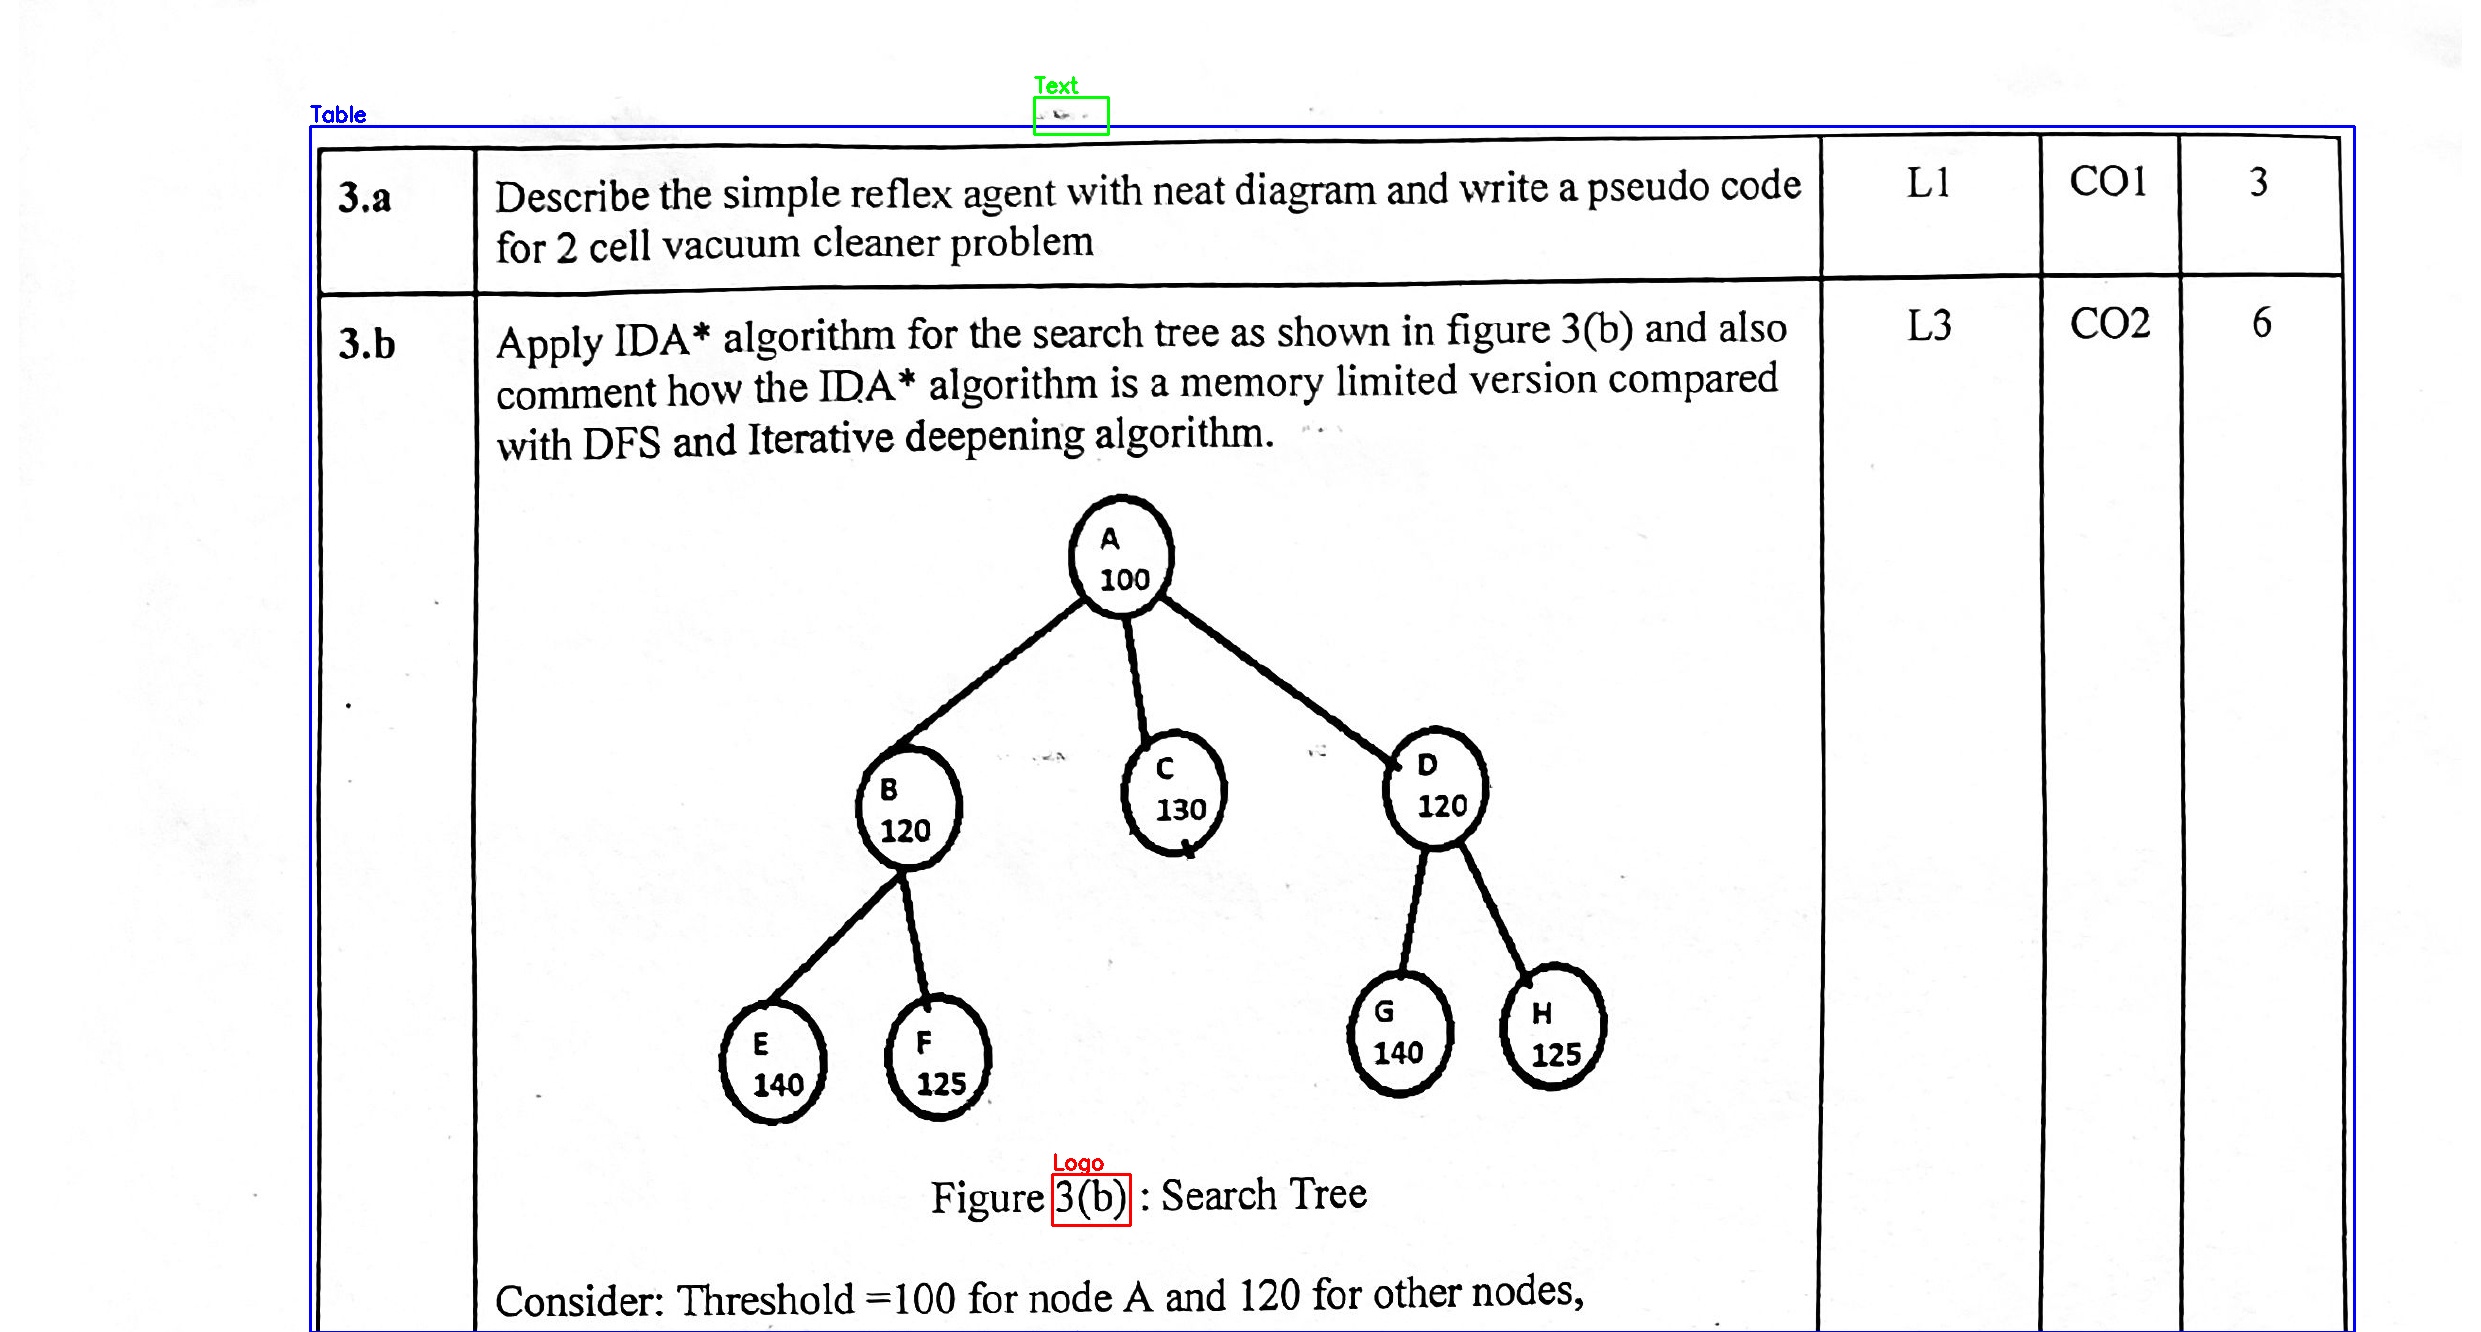 Text
Table
3.a Describe the simple reflex agent with neat diagram and write a pseudo code L1 CO1 3
for 2 cell vacuum cleaner problem
3.b Apply IDA* algorithm for the search tree as shown in figure 3(b) and also L3 CO2 6
comment how the IDA* algorithm is a memory limited version compared
with DFS and Iterative deepening algorithm.
A
100
B
120
C
130
D
120
E
140
F
125
G
140
H
125
Logo
Figure 3(b) : Search Tree
Consider: Threshold =100 for node A and 120 for other nodes,